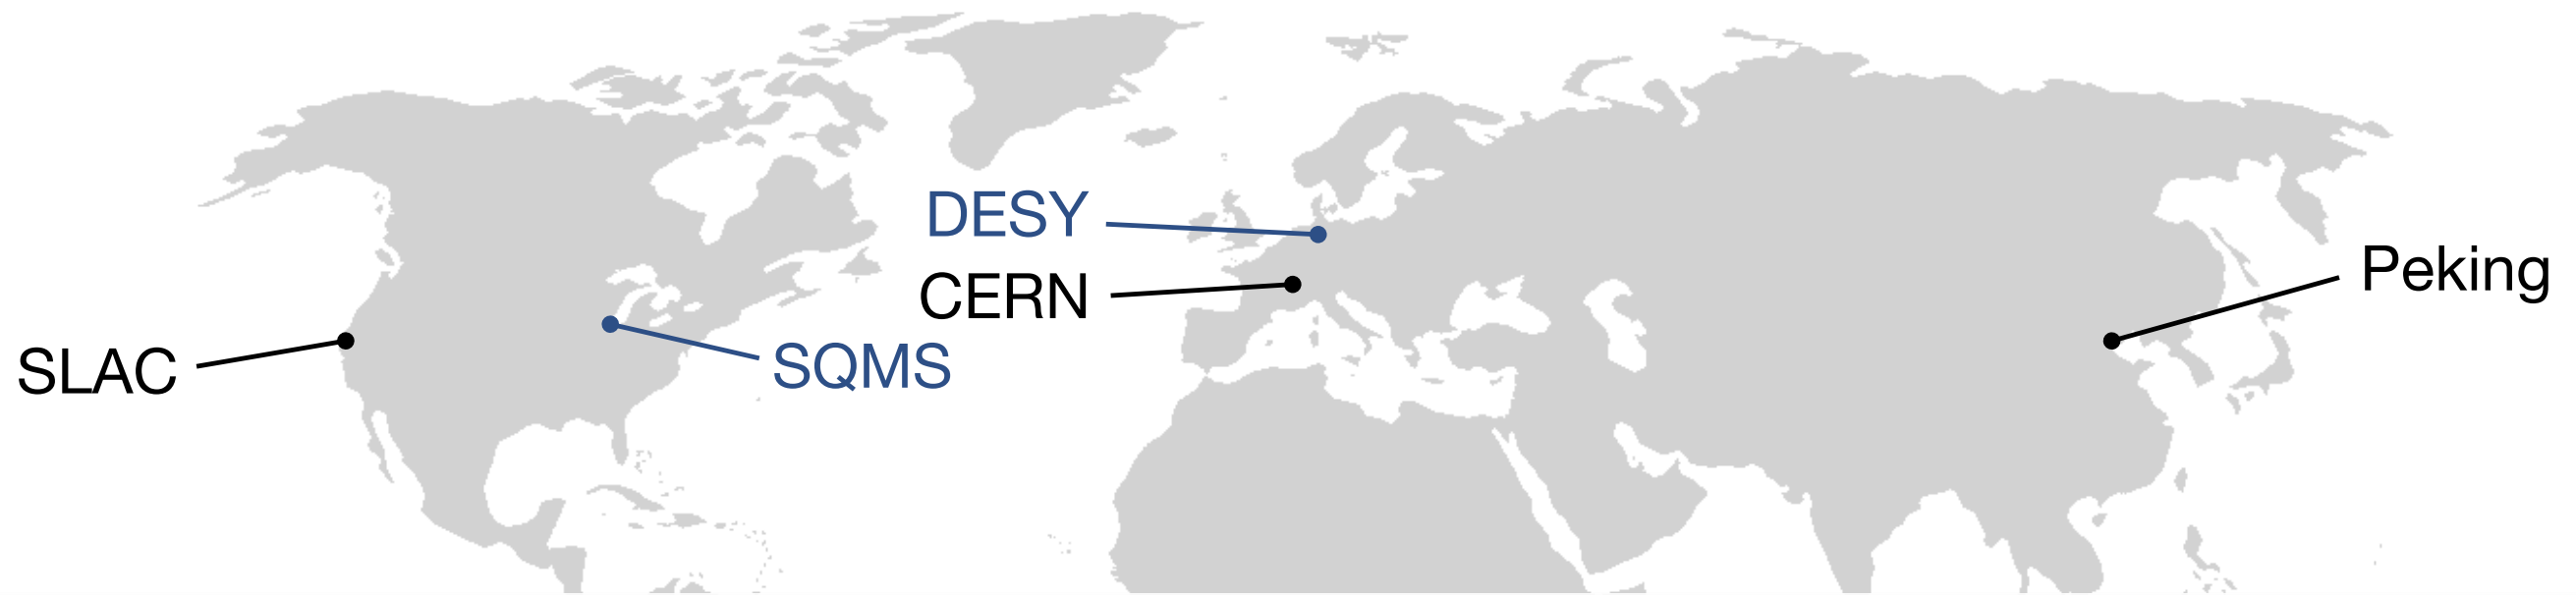 DESY
CERN
Peking
SLAC
SQMS